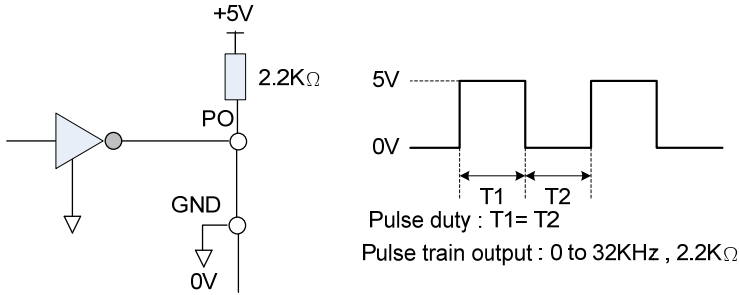 +5V
2.2KΩ
PO
GND
0V
5V
0V
T1 T2
Pulse duty : T1= T2
Pulse train output : 0 to 32KHz , 2.2KΩ